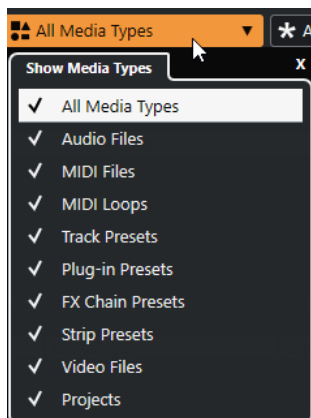 All Media Types
Show Media Types X
All Media Types
Audio Files
MIDI Files
MIDI Loops
Track Presets
Plug-in Presets
FX Chain Presets
Strip Presets
Video Files
Projects